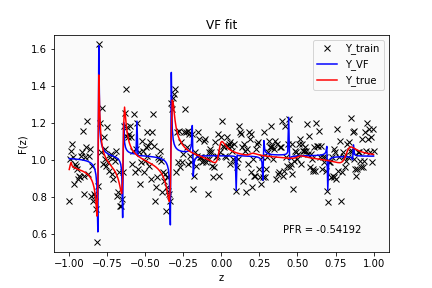 VF fit
Y_train
Y_VF
Y_true
F(z)
1.6
1.4
1.2
1.0
0.8
0.6
PFR = -0.54192
−1.00 −0.75 −0.50 −0.25 0.00 0.25 0.50 0.75 1.00
z